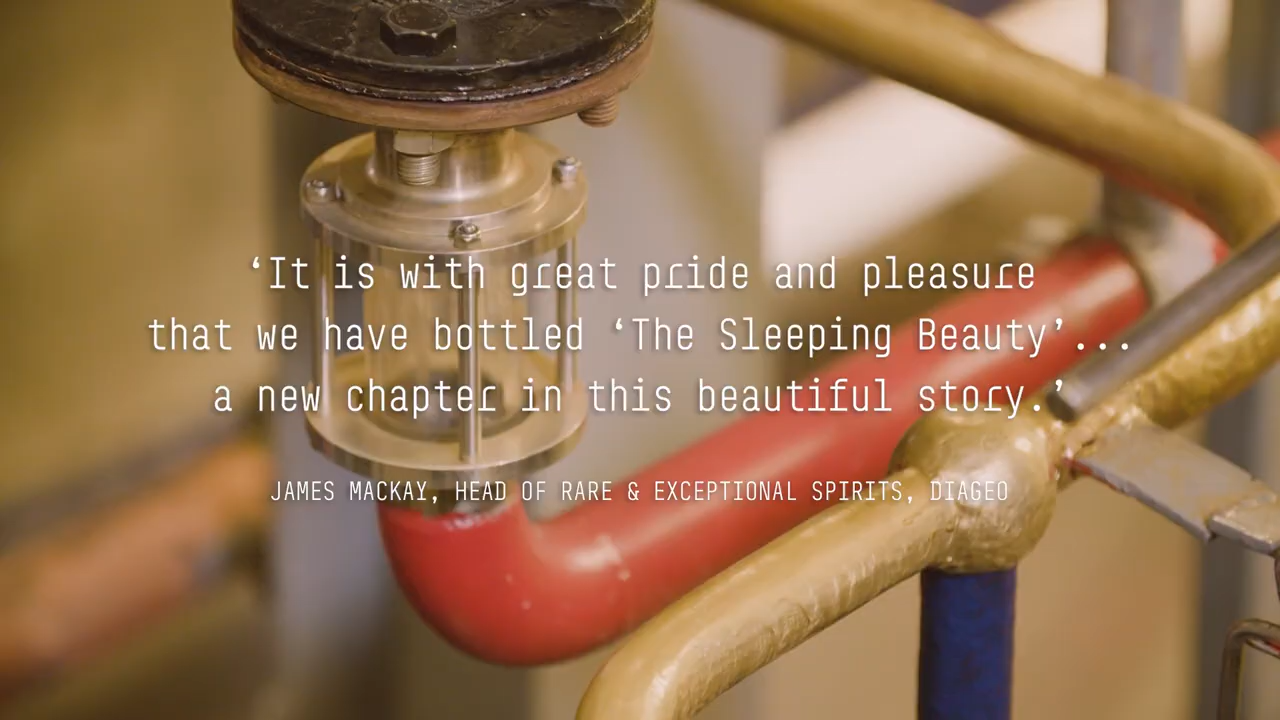 ‘It is with great pride and pleasure
that we have bottled ‘The Sleeping Beauty’...
a new chapter in this beautiful story.’
JAMES MACKAY, HEAD OF RARE & EXCEPTIONAL SPIRITS, DIAGEO